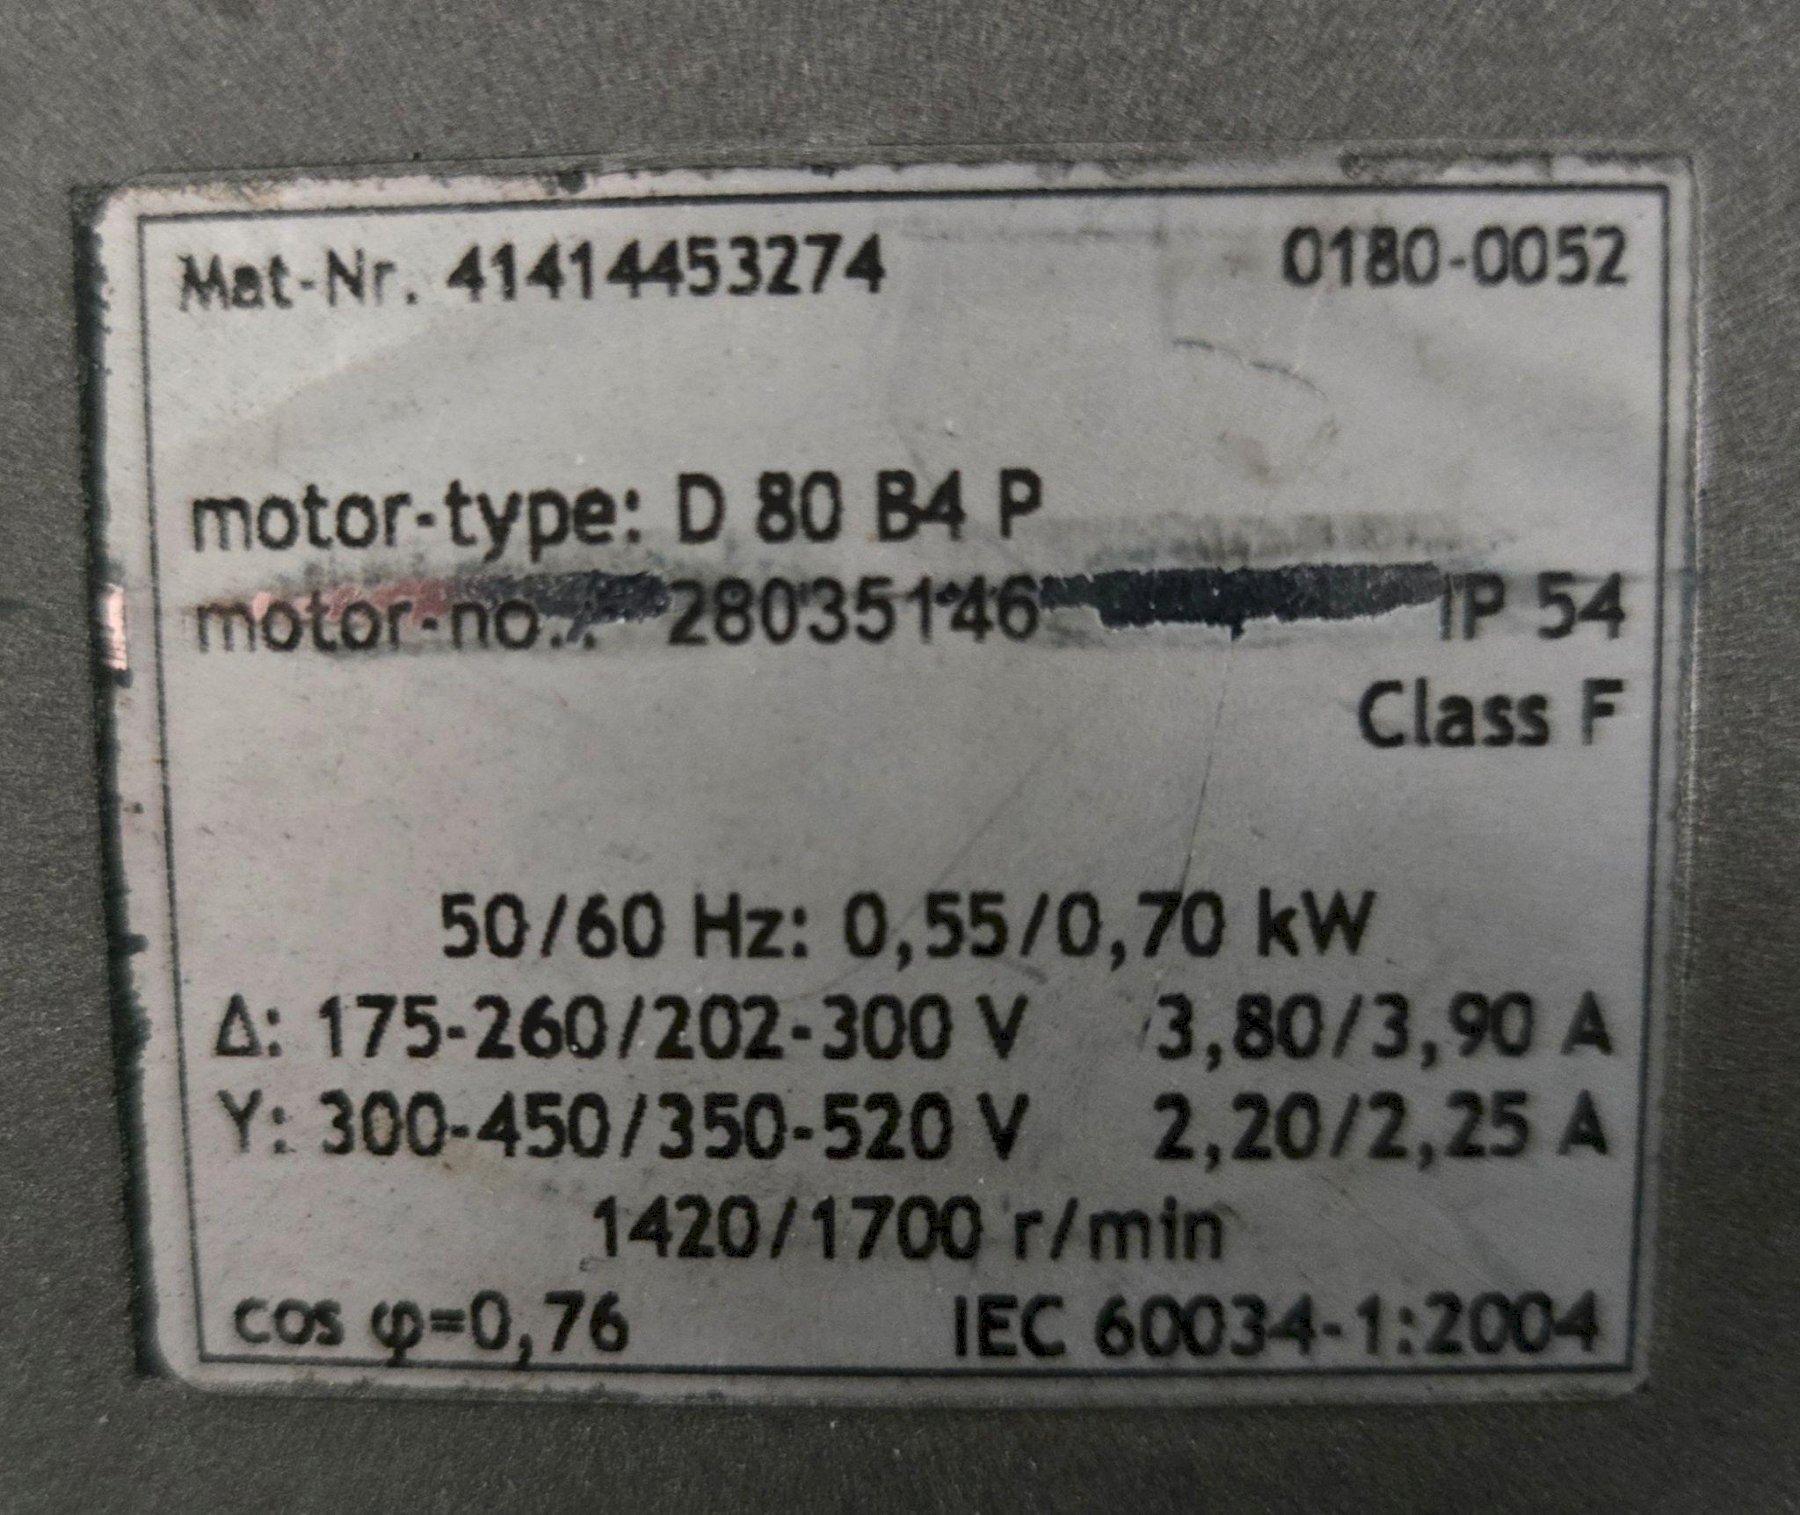 Mat-Nr. 41414453274 0180-0052
motor-type: D 80 B4 P
motor-no.: 28035146 IP 54
Class F
50/60 Hz: 0,55/0,70 kW
Δ: 175-260/202-300 V 3,80/3,90 A
Y: 300-450/350-520 V 2,20/2,25 A
1420/1700 r/min
cos φ=0,76 IEC 60034-1:2004